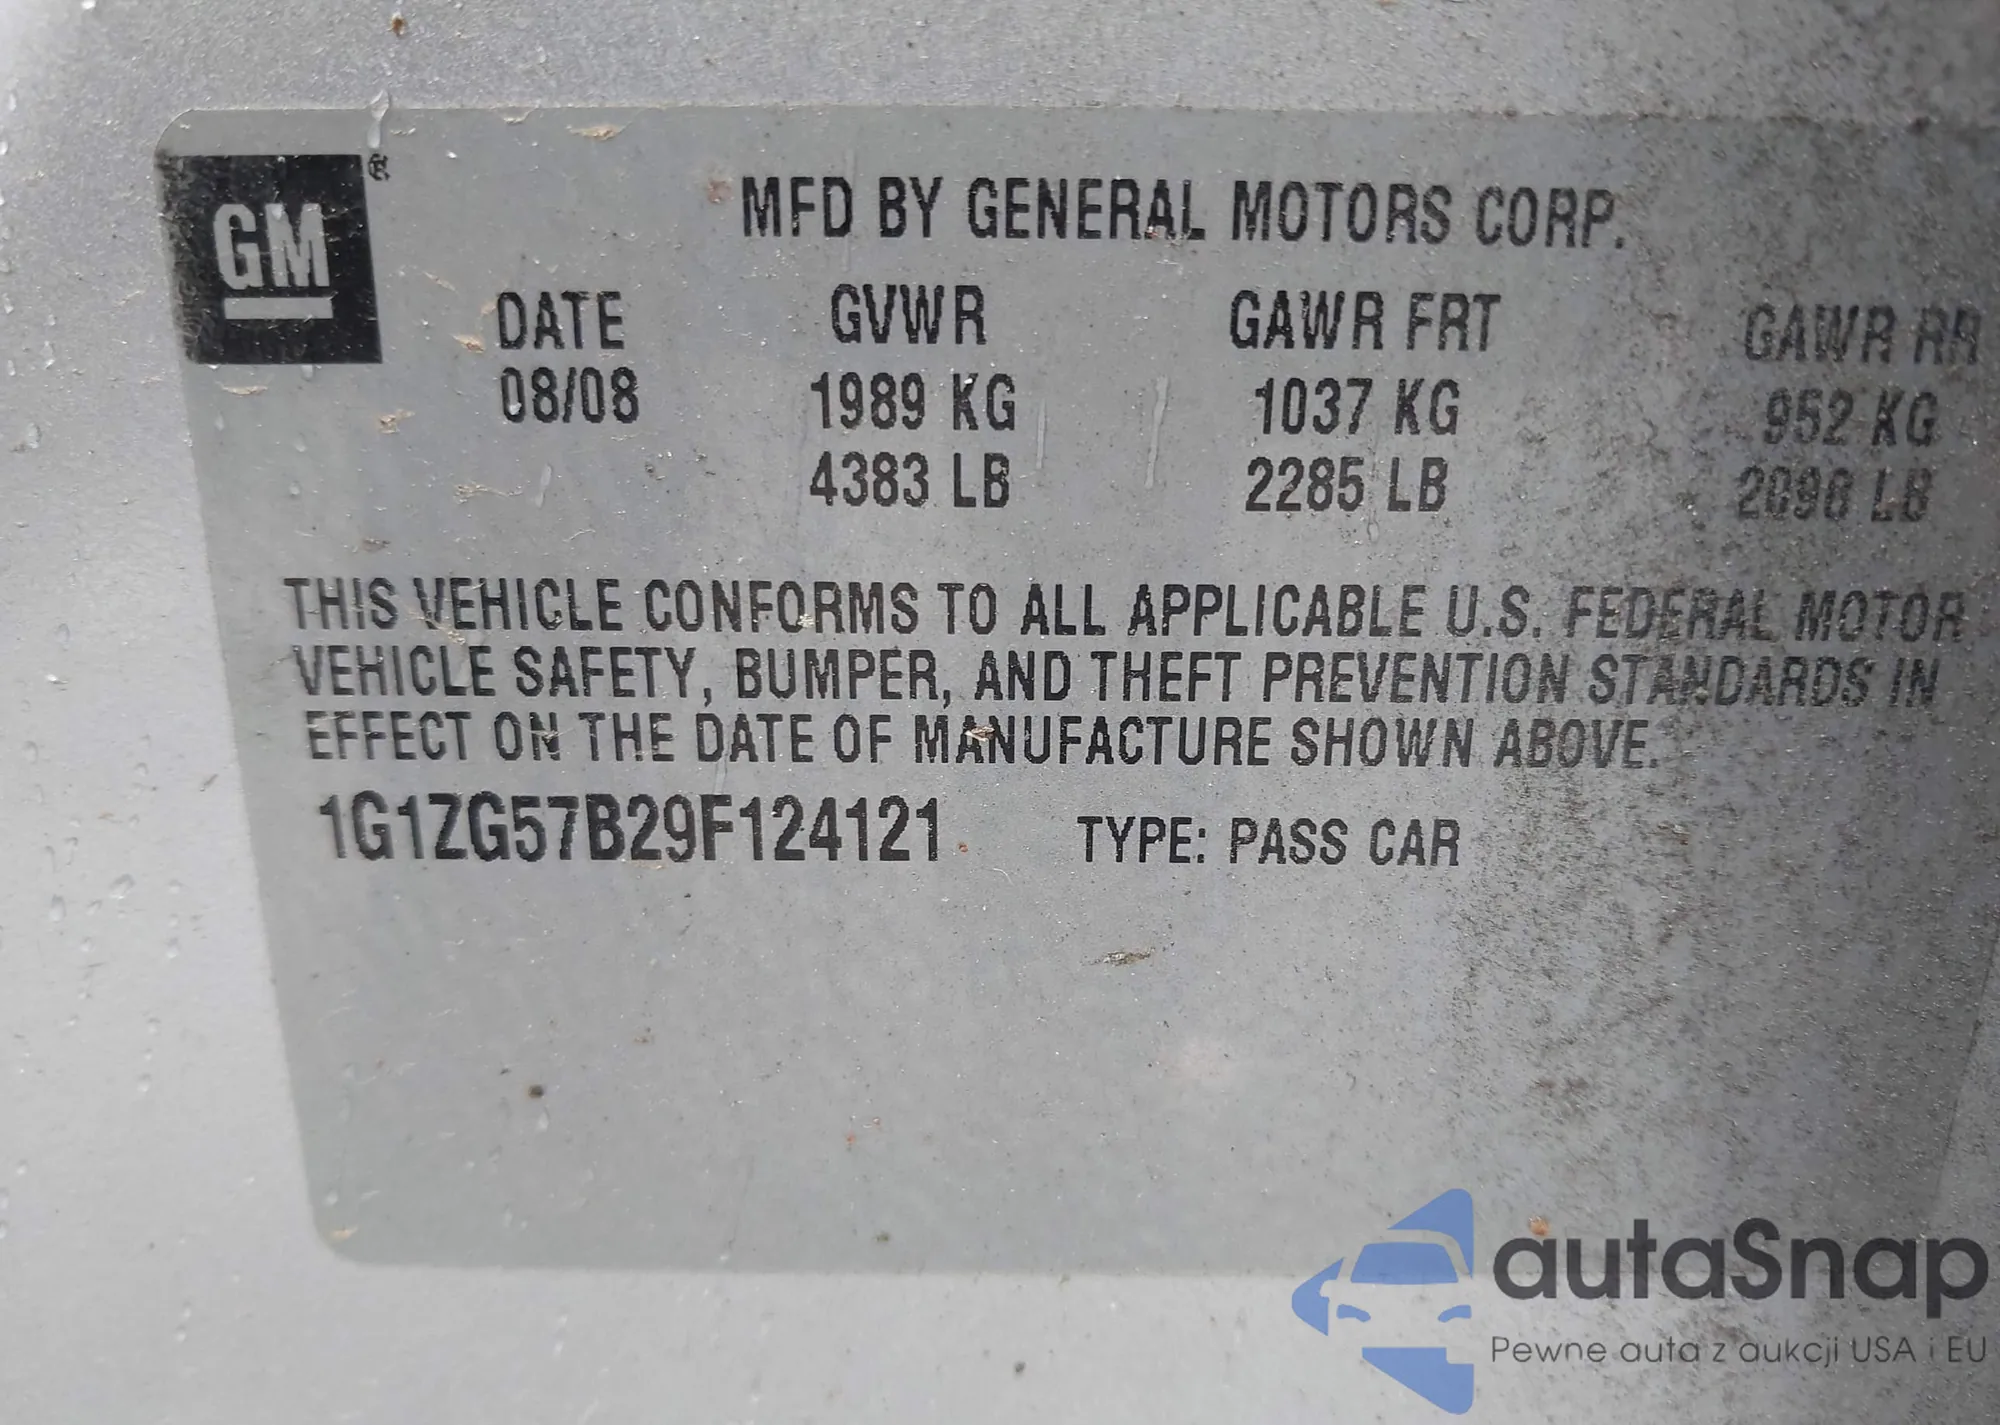 GM ®
MFD BY GENERAL MOTORS CORP.
DATE GVWR GAWR FRT GAWR RR
08/08 1989 KG 1037 KG 952 KG
4383 LB 2285 LB 2098 LB
THIS VEHICLE CONFORMS TO ALL APPLICABLE U.S. FEDERAL MOTOR
VEHICLE SAFETY, BUMPER, AND THEFT PREVENTION STANDARDS IN
EFFECT ON THE DATE OF MANUFACTURE SHOWN ABOVE.
1G1ZG57B29F124121 TYPE: PASS CAR
autaSnap
Pewne auta z aukcji USA i EU